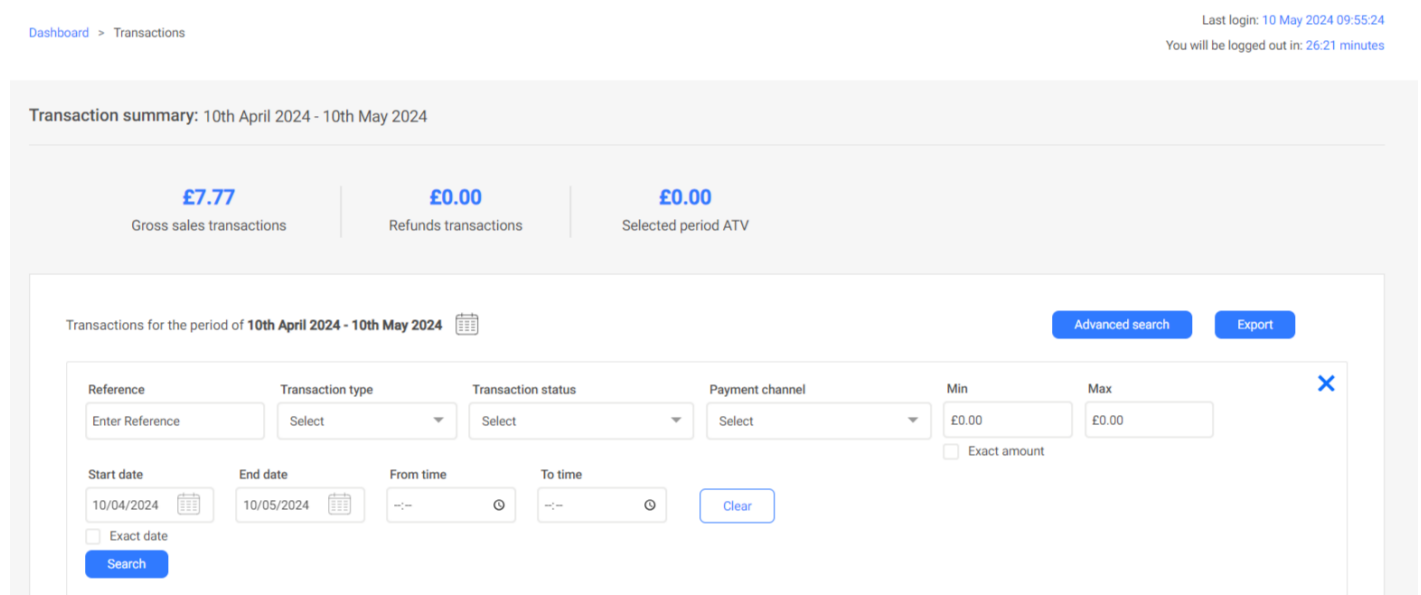 Last login: 10 May 2024 09:55:24
Dashboard > Transactions
You will be logged out in: 26:21 minutes
Transaction summary: 10th April 2024 - 10th May 2024
£7.77 £0.00 £0.00
Gross sales transactions Refunds transactions Selected period ATV
Transactions for the period of 10th April 2024 - 10th May 2024 Advanced search Export
Reference Transaction type Transaction status Payment channel Min Max
Enter Reference Select Select Select £0.00 £0.00
Exact amount
Start date End date From time To time
10/04/2024 10/05/2024 --:-- --:-- Clear
Exact date
Search